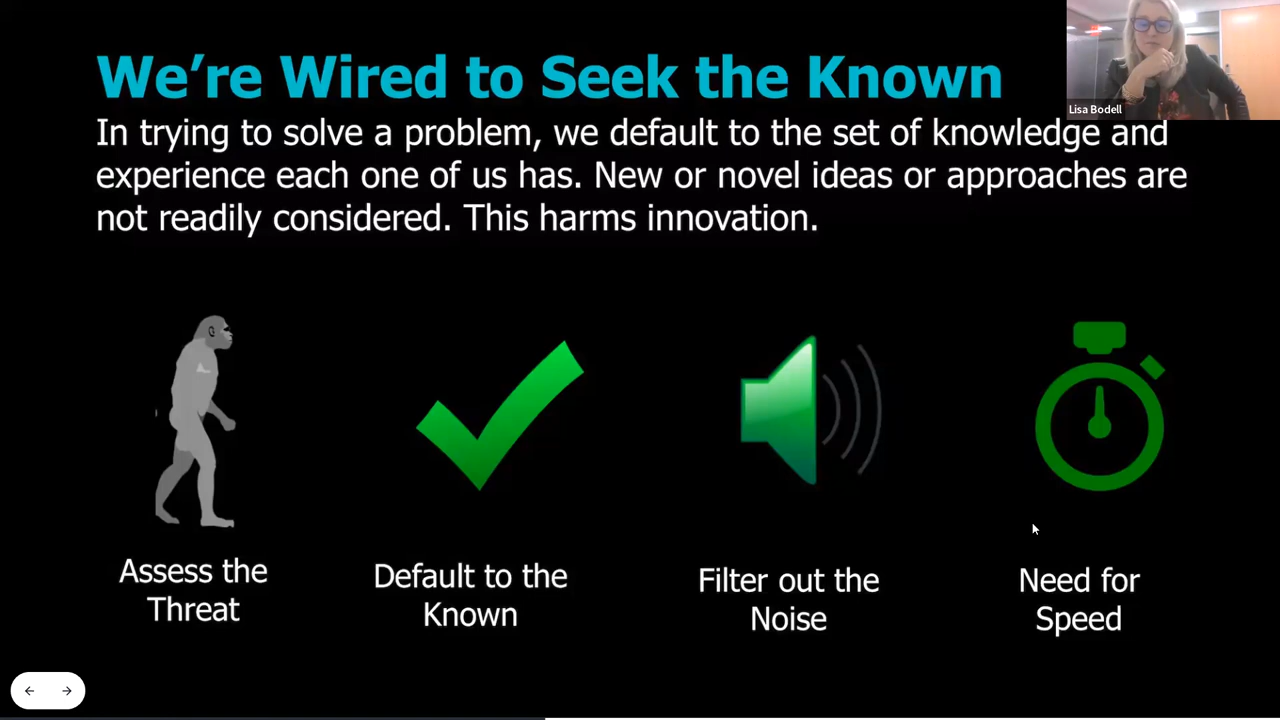 We’re Wired to Seek the Known
Lisa Bodell
In trying to solve a problem, we default to the set of knowledge and
experience each one of us has. New or novel ideas or approaches are
not readily considered. This harms innovation.
Assess the
Threat
Default to the
Known
Filter out the
Noise
Need for
Speed